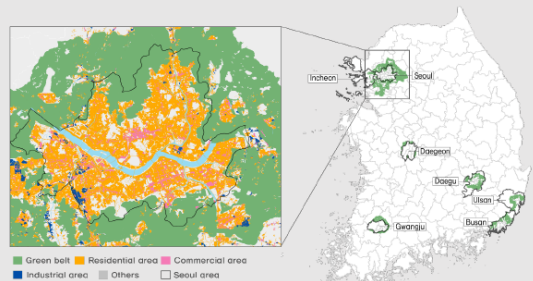 Incheon
Seoul
Daegeon
Daegu
Ulsan
Busan
Gwangju
Green belt
Residential area
Commercial area
Industrial area
Others
Seoul area